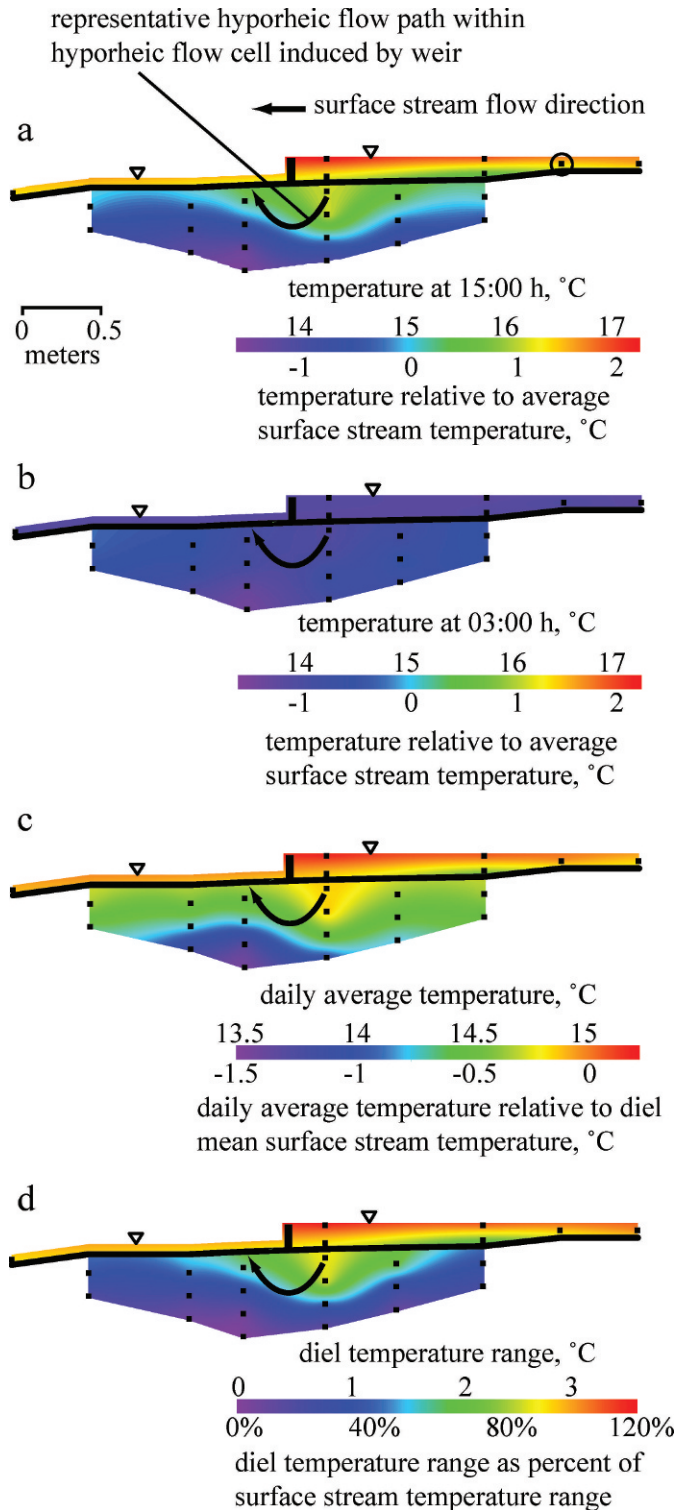 representative hyporheic flow path within
hyporheic flow cell induced by weir
surface stream flow direction
a
temperature at 15:00 h, ˚C
0 0.5
meters
14 15 16 17
-1 0 1 2
temperature relative to average
surface stream temperature, ˚C
b
temperature at 03:00 h, ˚C
14 15 16 17
-1 0 1 2
temperature relative to average
surface stream temperature, ˚C
c
daily average temperature, ˚C
13.5 14 14.5 15
-1.5 -1 -0.5 0
daily average temperature relative to diel
mean surface stream temperature, ˚C
d
diel temperature range, ˚C
0 1 2 3
0% 40% 80% 120%
diel temperature range as percent of
surface stream temperature range